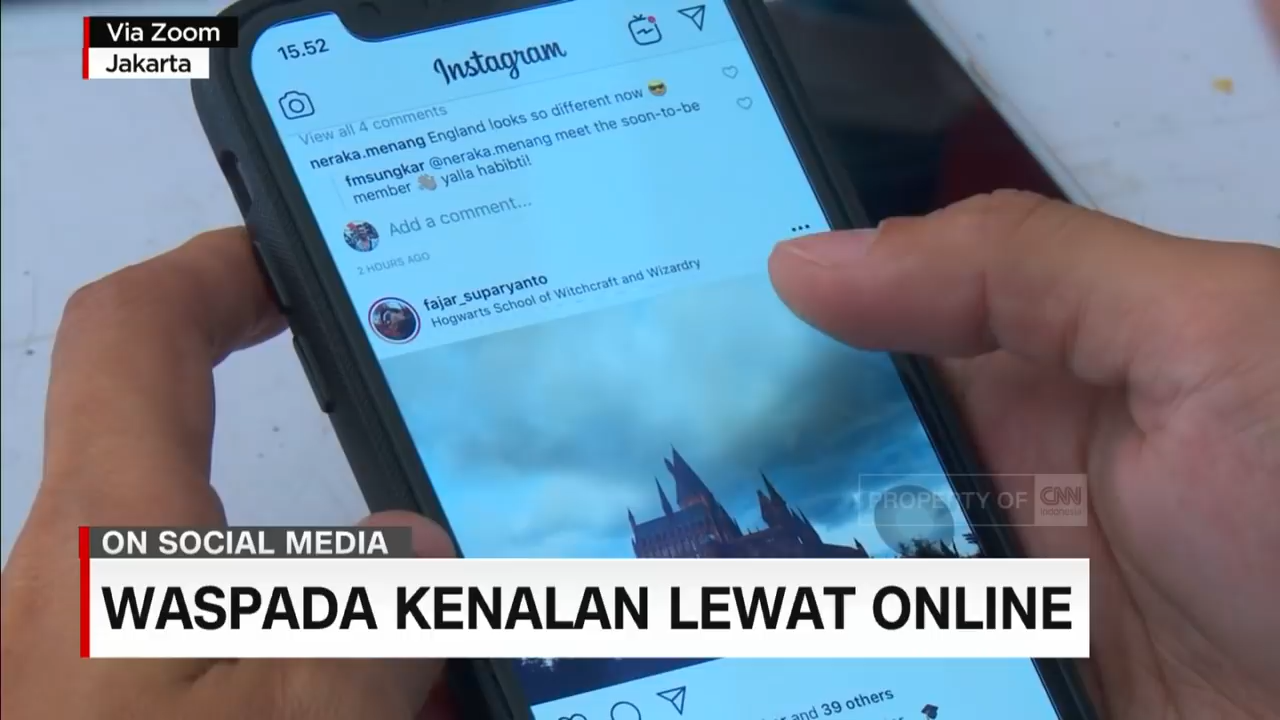 Via Zoom
Jakarta
15.52
Instagram
View all 4 comments
neraka.menang England looks so different now 😎
fmsungkar @neraka.menang meet the soon-to-be
member 👏🏼 yalla habibti!
Add a comment...
2 HOURS AGO
fajar_suparyanto
Hogwarts School of Witchcraft and Wizardry
PROPERTY OF CNN
Indonesia
ON SOCIAL MEDIA
WASPADA KENALAN LEWAT ONLINE
and 39 others